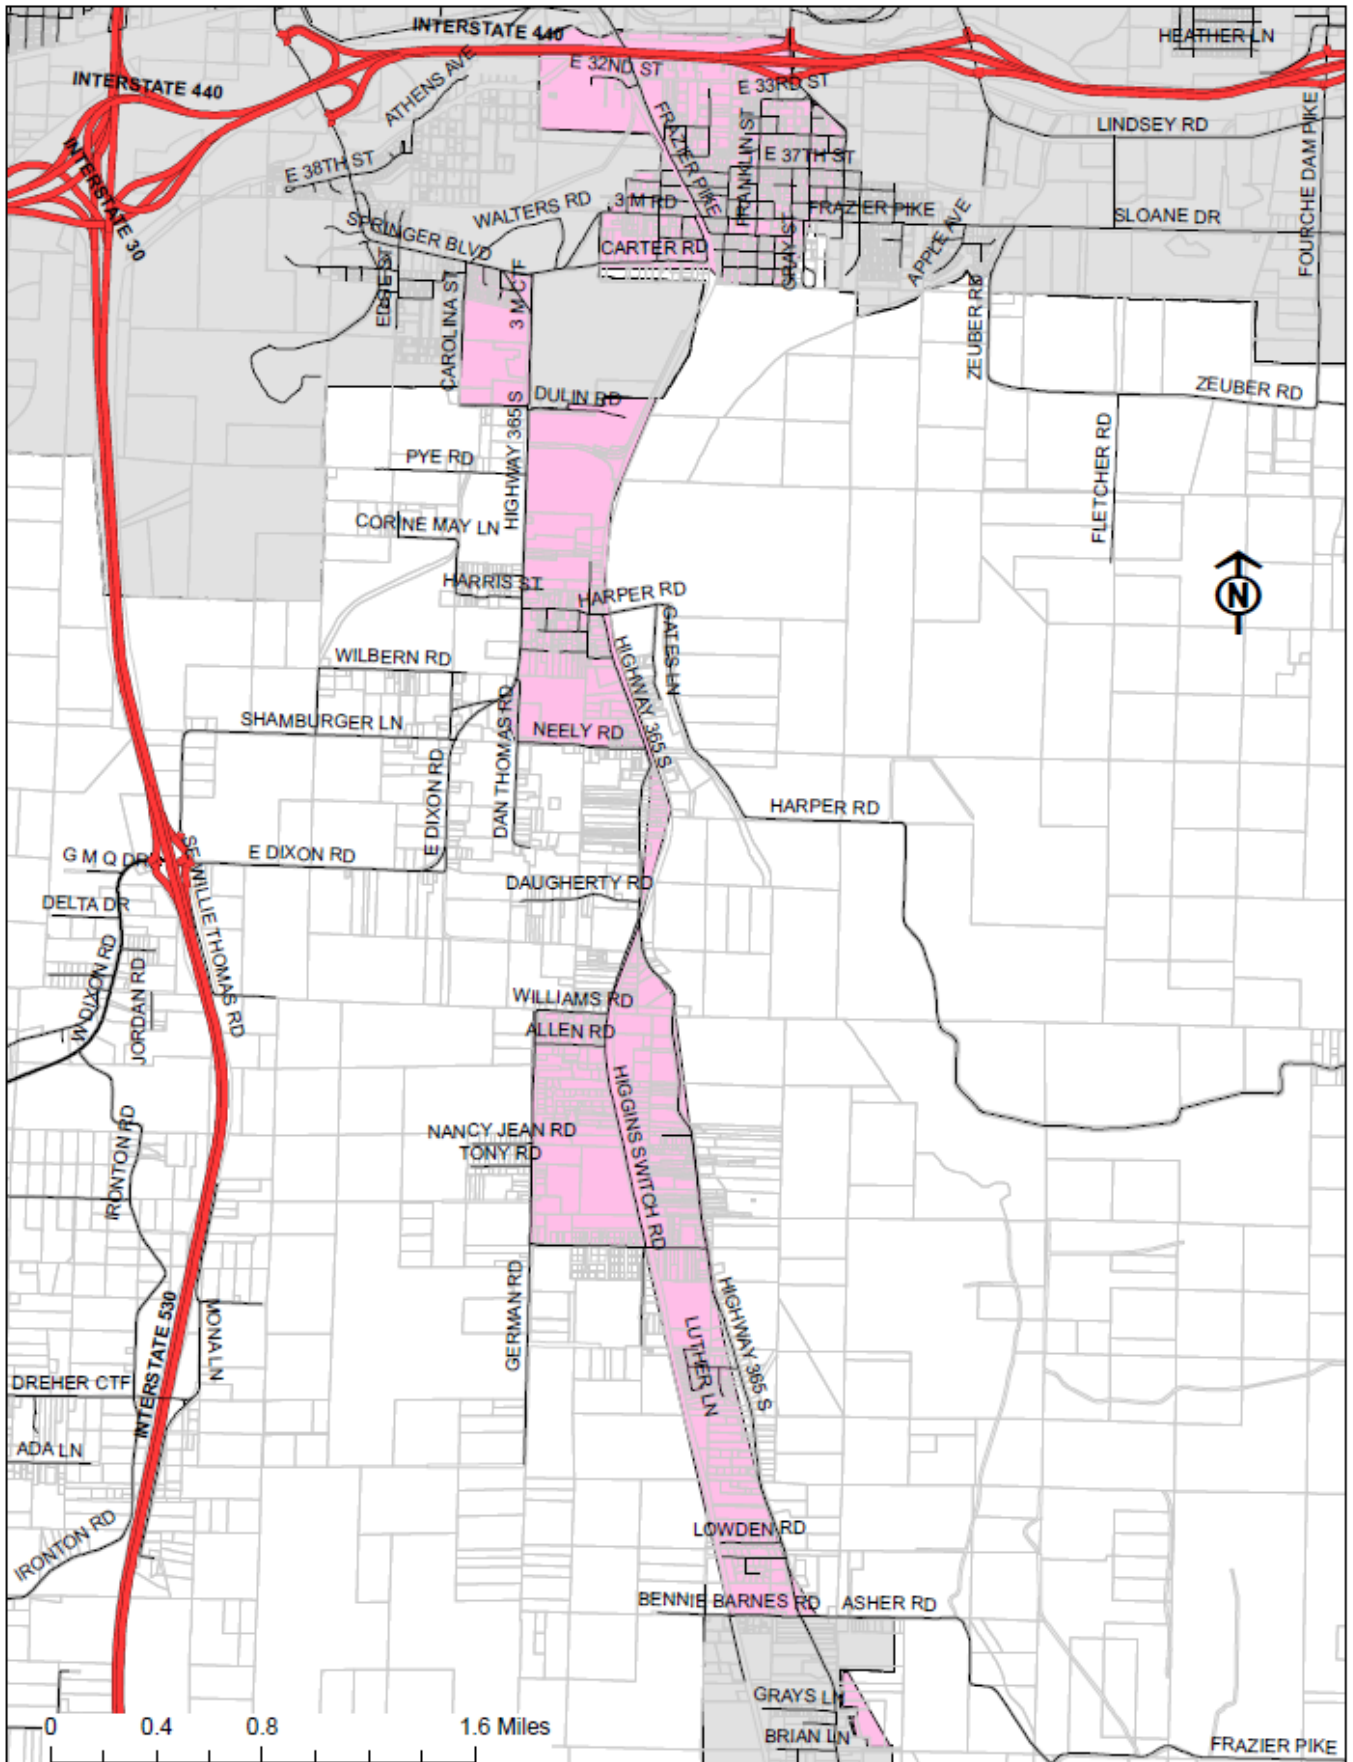 INTERSTATE 440
HEATHER LN
E 32ND ST
INTERSTATE 440
E 33RD ST
ATHENS AVE
FRAZIER PIKE
FRANKLIN ST
LINDSEY RD
FOURCHE DAM PIKE
INTERSTATE 30
E 38TH ST
E 37TH ST
WALTERS RD
3 M RD
FRAZIER PIKE
SLOANE DR
SPRINGER BLVD
CARTER RD
GRAY ST
APPLE AVE
CAROLINA ST
3 M CTF
ZEUBER RD
ZEUBER RD
DULIN RD
HIGHWAY 365 S
PYE RD
FLETCHER RD
CORINE MAY LN
HARRIS ST
HARPER RD
N
GATES LN
HIGHWAY 365 S
WILBERN RD
SHAMBURGER LN
DAN THOMAS RD
NEELY RD
E DIXON RD
HARPER RD
G M Q DR
E DIXON RD
SE WILLIE THOMAS RD
DAUGHERTY RD
DELTA DR
W DIXON RD
JORDAN RD
WILLIAMS RD
ALLEN RD
HIGGINS SWITCH RD
IRONTON RD
NANCY JEAN RD
TONY RD
GERMAN RD
HIGHWAY 365 S
INTERSTATE 530
MONA LN
LUTHER LN
DREHER CTF
ADA LN
IRONTON RD
LOWDEN RD
BENNIE BARNES RD
ASHER RD
GRAYS LN
BRIAN LN
FRAZIER PIKE
0 0.4 0.8 1.6 Miles